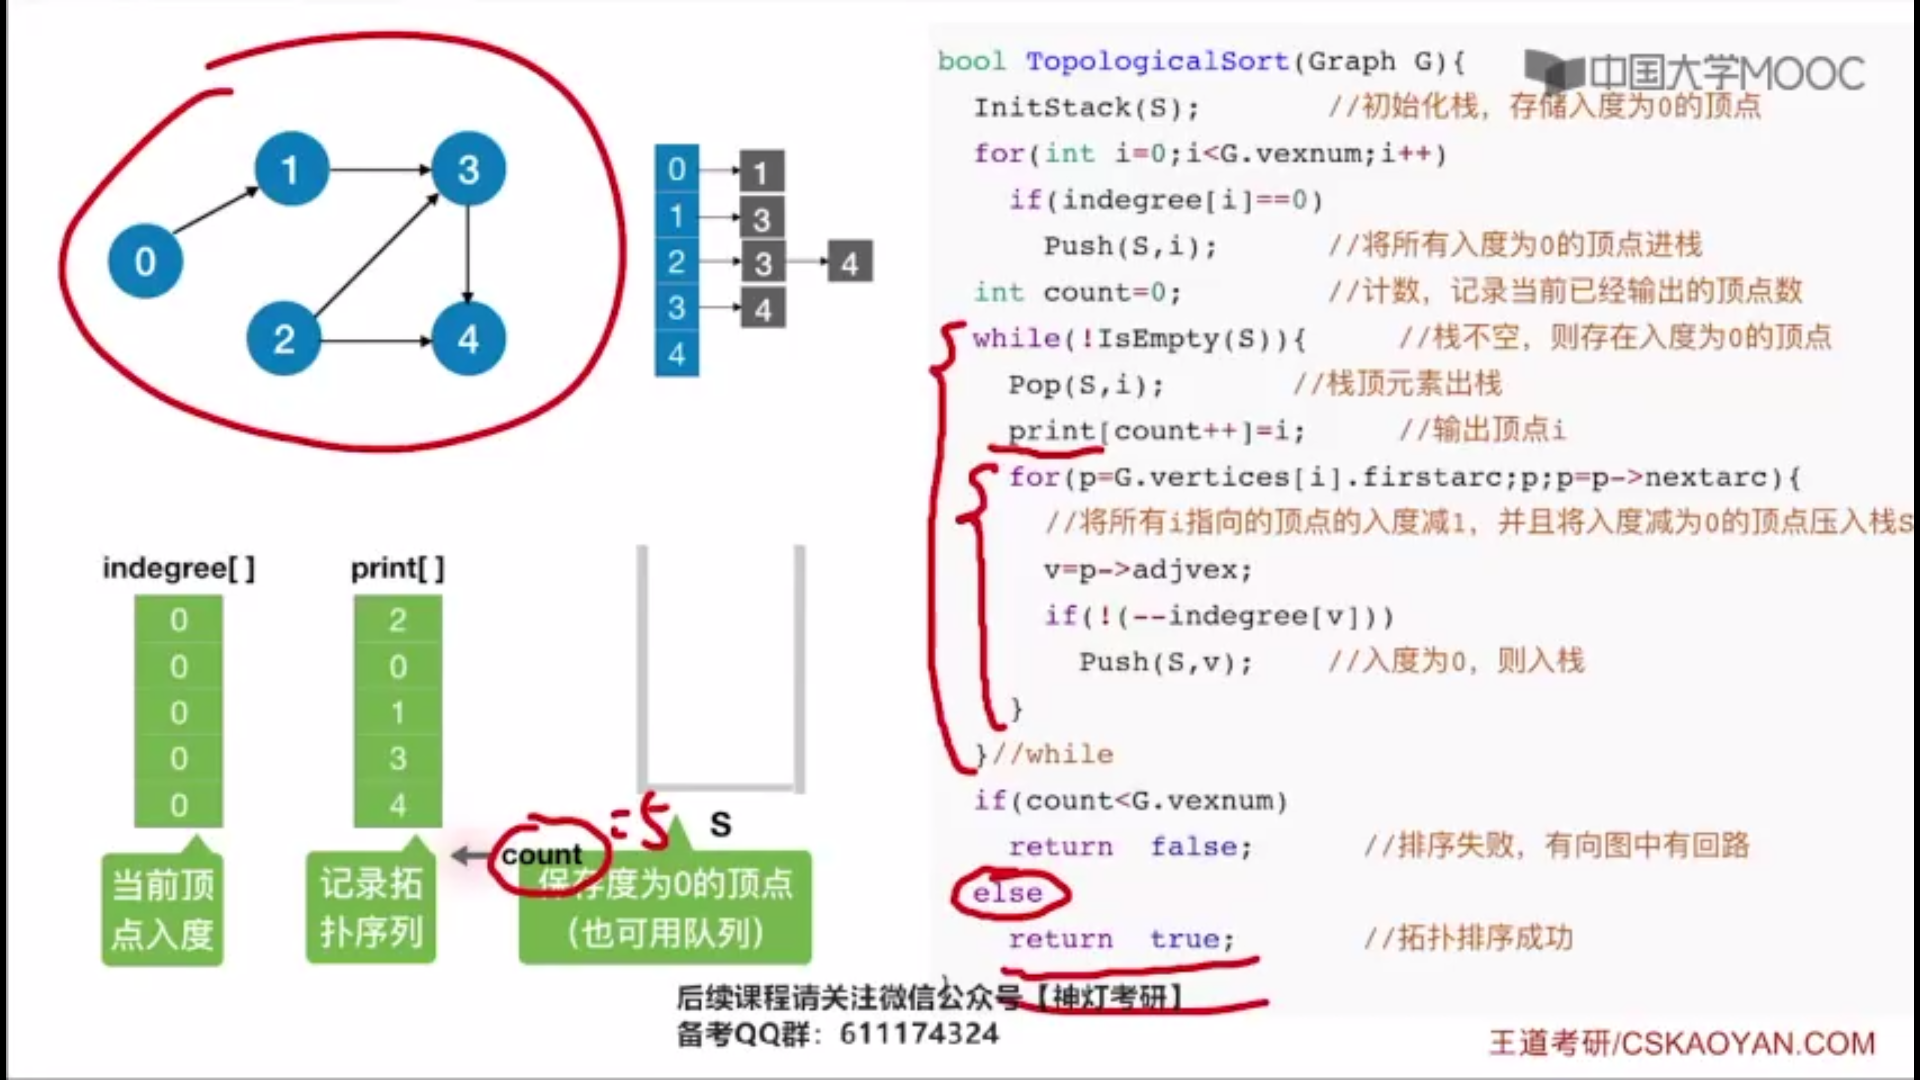 1
3
0
2
4
0 1
1 3
2 3 4
3 4
4
indegree[ ]
0
0
0
0
0
当前顶
点入度
print[ ]
2
0
1
3
4
记录拓
扑序列
count =5
S
保存度为0的顶点
（也可用队列）
中国大学MOOC
bool TopologicalSort(Graph G){
InitStack(S); //初始化栈，存储入度为0的顶点
for(int i=0;i<G.vexnum;i++)
if(indegree[i]==0)
Push(S,i); //将所有入度为0的顶点进栈
int count=0; //计数，记录当前已经输出的顶点数
while(!IsEmpty(S)){ //栈不空，则存在入度为0的顶点
Pop(S,i); //栈顶元素出栈
print[count++]=i; //输出顶点i
for(p=G.vertices[i].firstarc;p;p=p->nextarc){
//将所有i指向的顶点的入度减1，并且将入度减为0的顶点压入栈S
v=p->adjvex;
if(!(--indegree[v]))
Push(S,v); //入度为0，则入栈
}
}//while
if(count<G.vexnum)
return false; //排序失败，有向图中有回路
else
return true; //拓扑排序成功
}
后续课程请关注微信公众号【神灯考研】
备考QQ群：611174324
王道考研/CSKAOYAN.COM